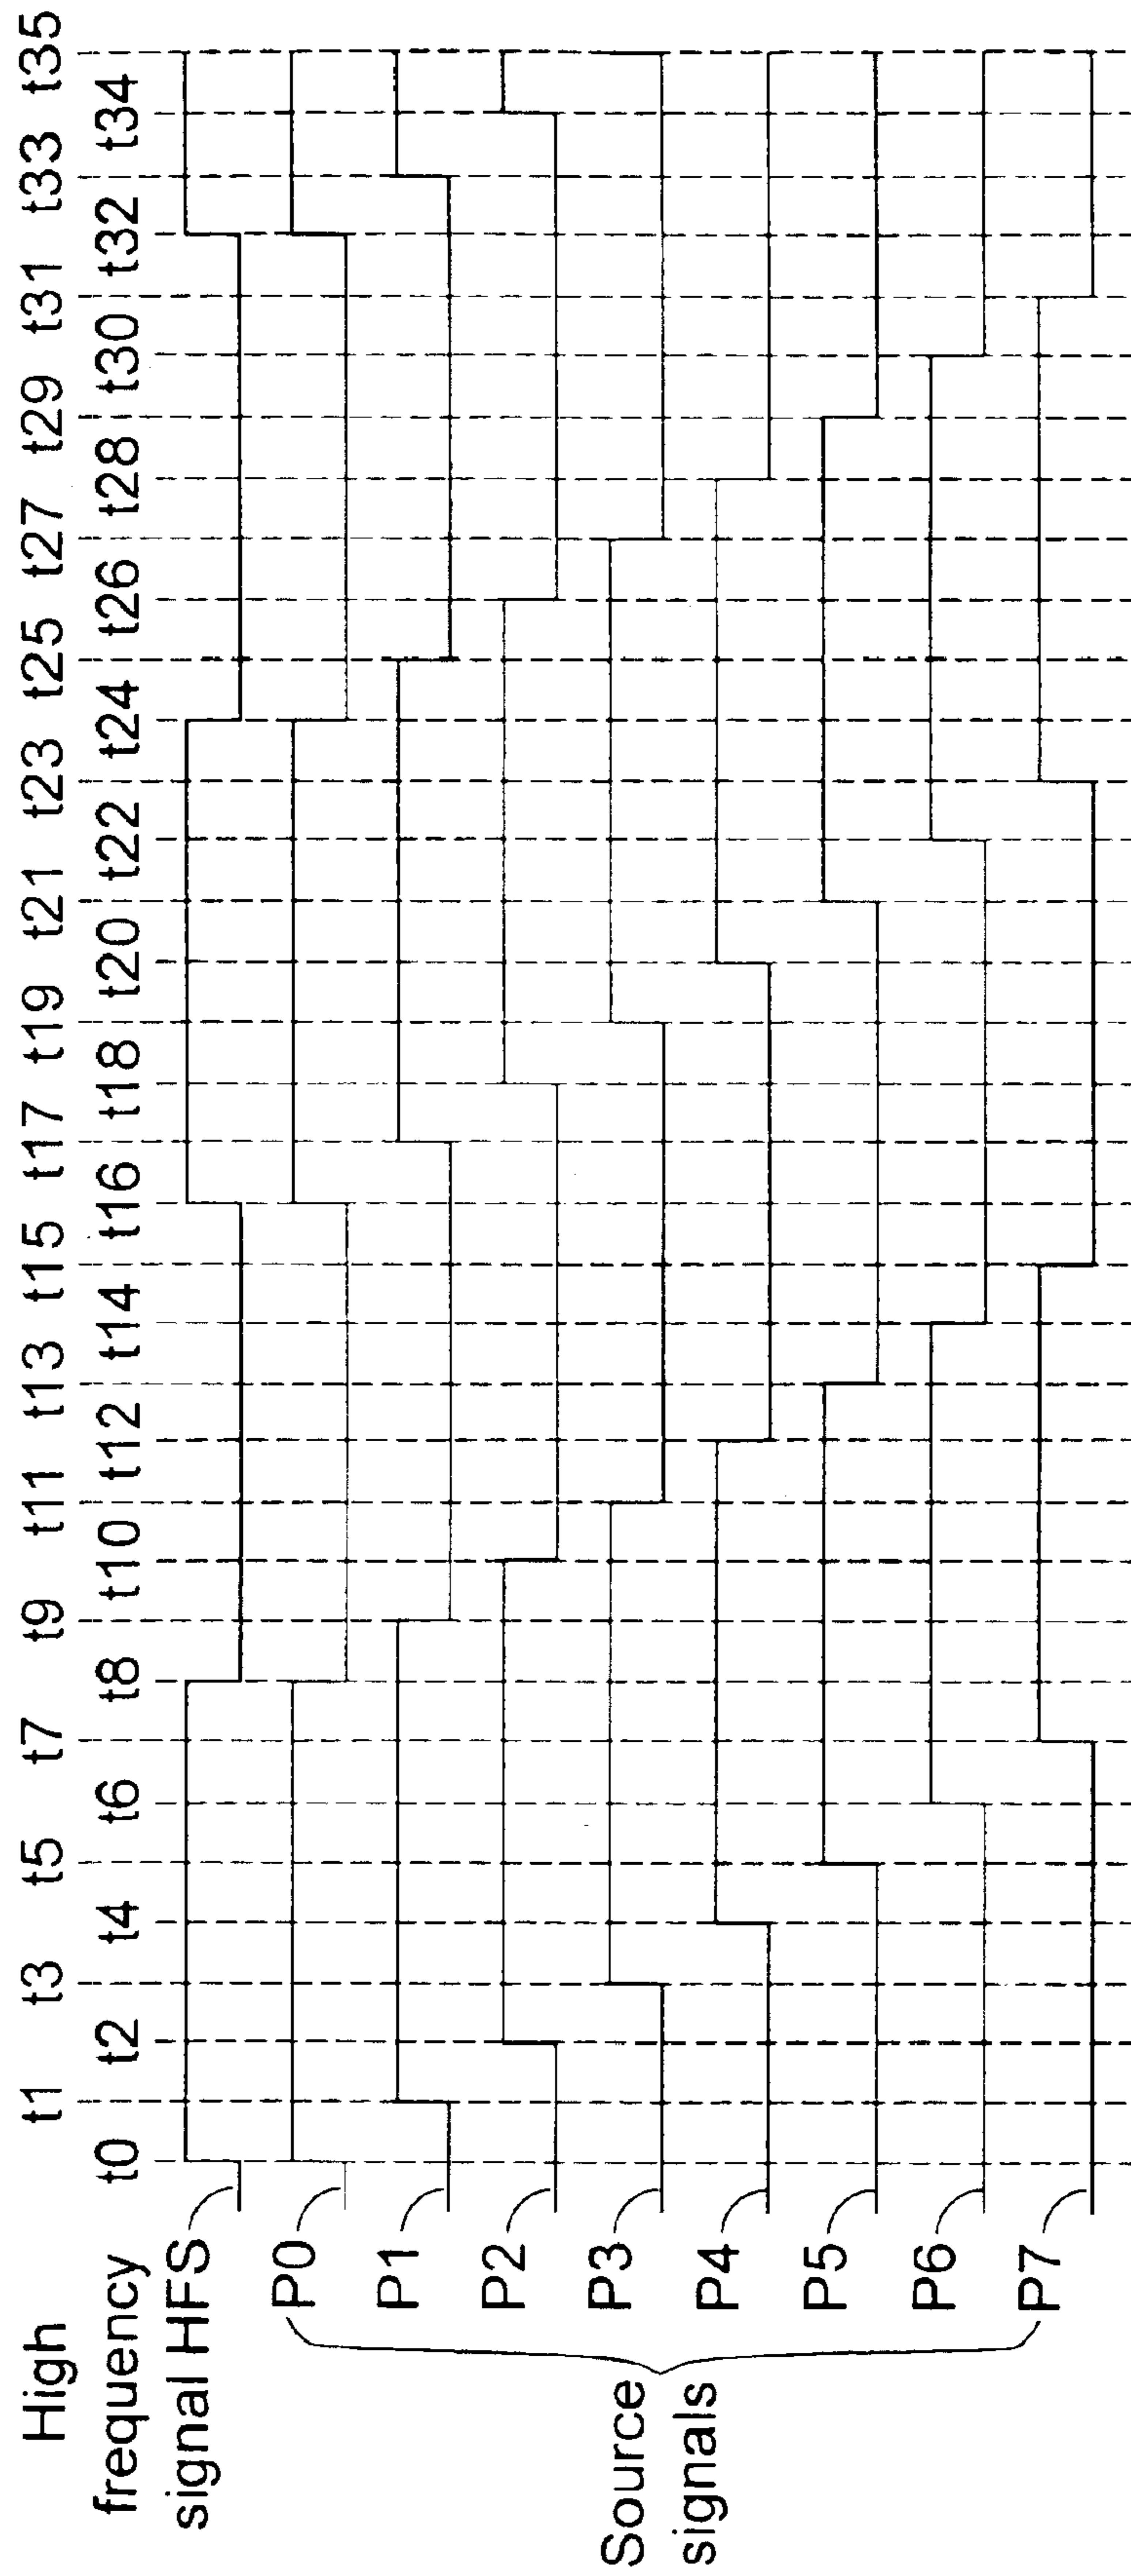 High
frequency
signal HFS
t1 t3 t5 t7 t9 t11 t13 t15 t17 t19 t21 t23 t25 t27 t29 t31 t33 t35
t0 t2 t4 t6 t8 t10 t12 t14 t16 t18 t20 t22 t24 t26 t28 t30 t32 t34
P0
P1
P2
P3
P4
P5
P6
P7
Source
signals